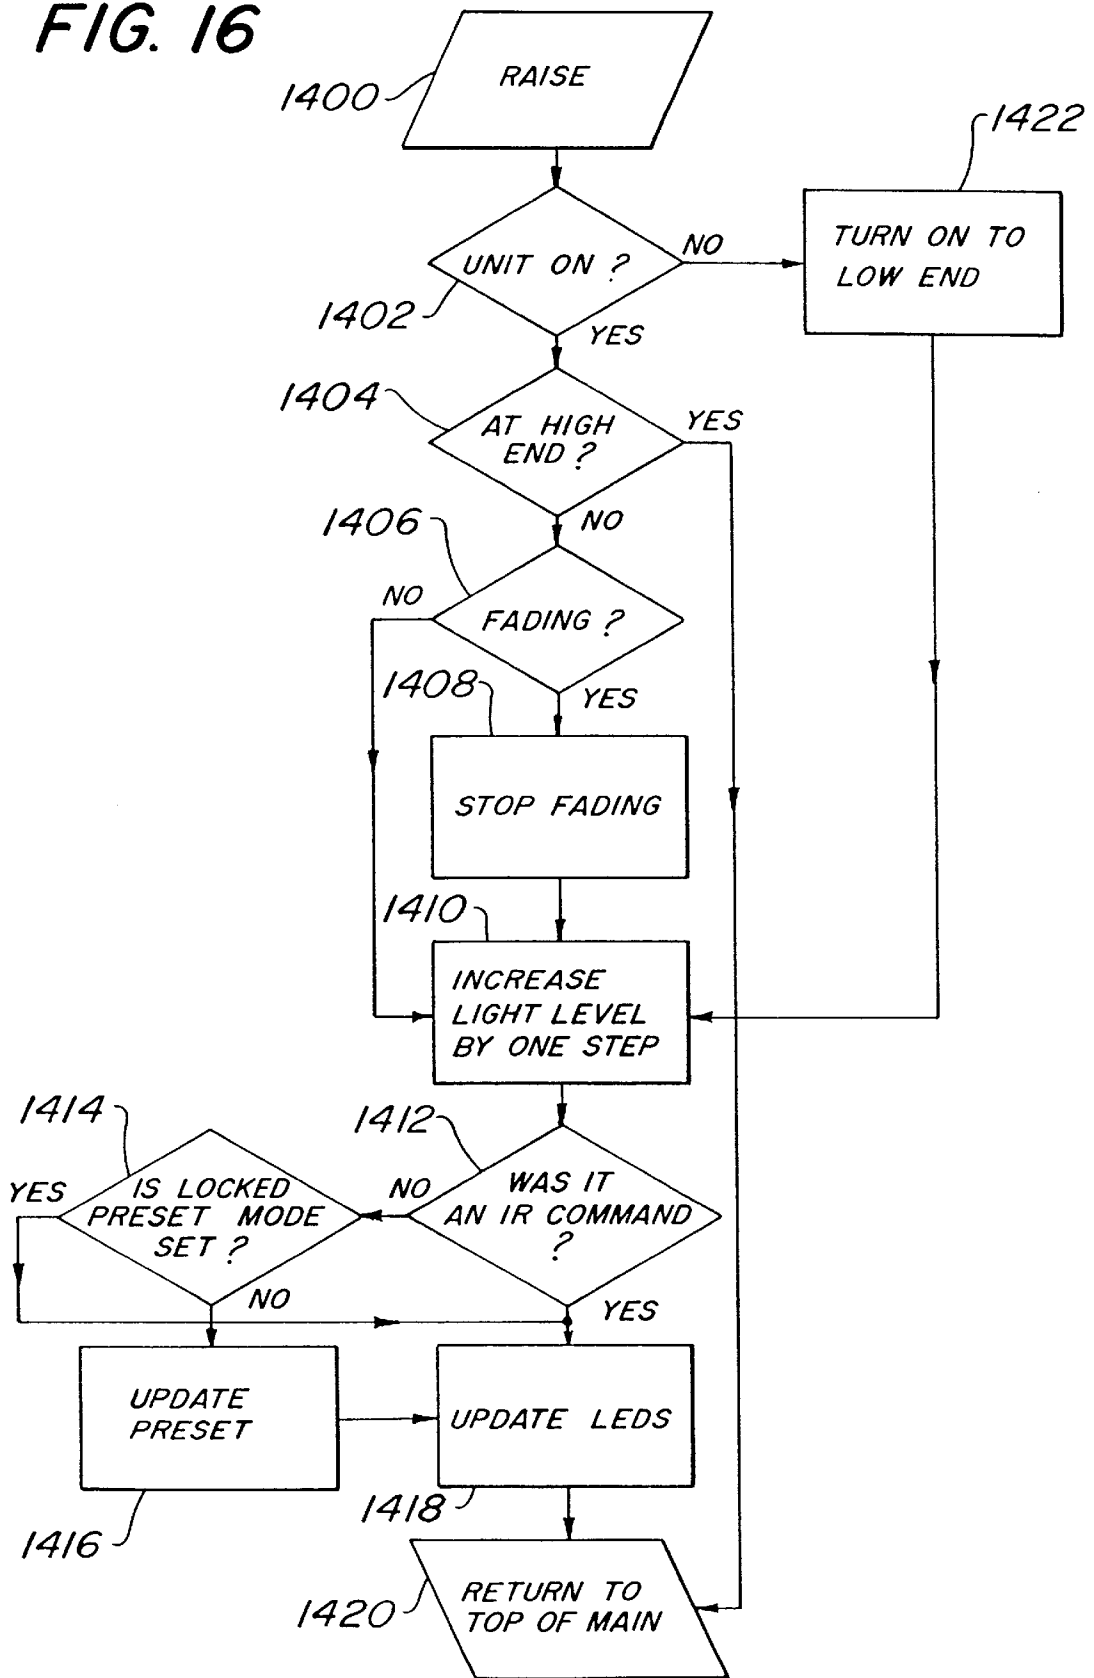 FIG. 16
RAISE
1400
1422
TURN ON TO
LOW END
NO
UNIT ON ?
1402
YES
1404
AT HIGH
END ?
YES
1406
NO
NO
FADING ?
1408
YES
STOP FADING
1410
INCREASE
LIGHT LEVEL
BY ONE STEP
1414
1412
YES
IS LOCKED
PRESET MODE
SET ?
NO
WAS IT
AN IR COMMAND
?
NO
YES
UPDATE
PRESET
UPDATE LEDS
1416
1418
1420
RETURN TO
TOP OF MAIN